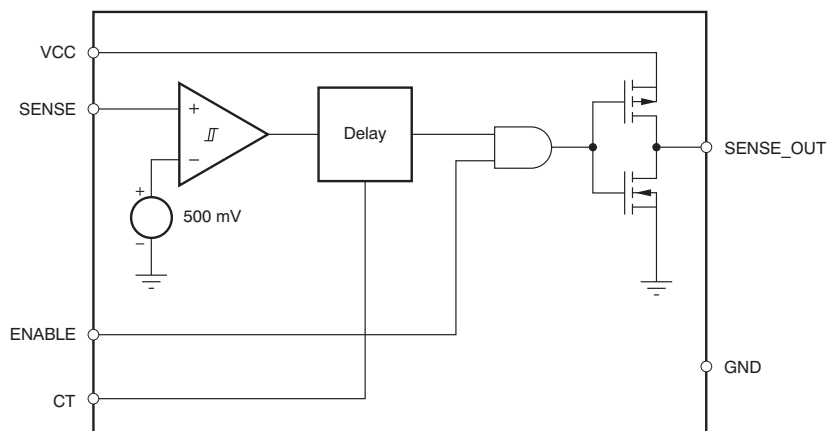 VCC
SENSE
+
−
Delay
SENSE_OUT
+
500 mV
−
ENABLE
GND
CT